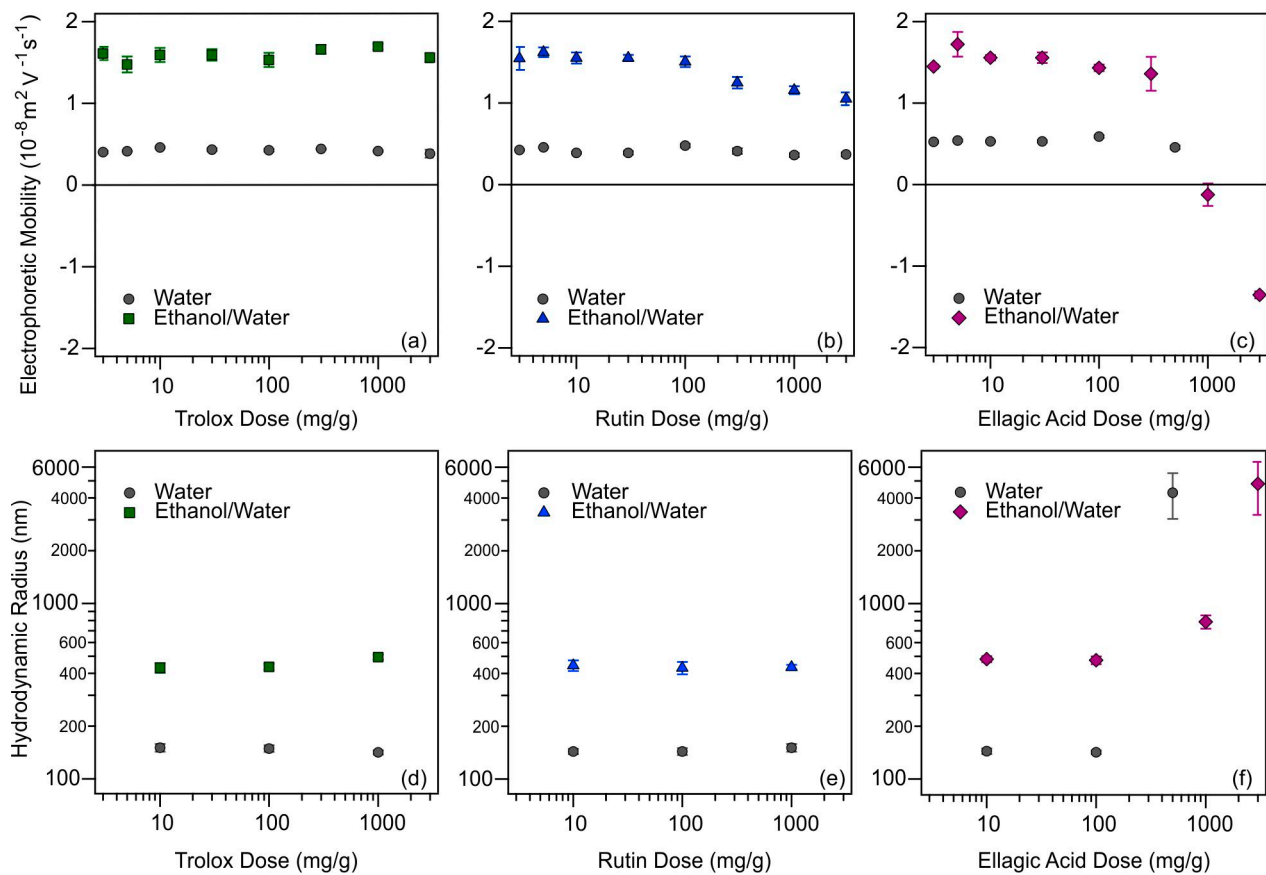 Electrophoretic Mobility (10⁻⁸m² V⁻¹s⁻¹)
2
1
0
-1
-2
Water
Ethanol/Water
(a)
10
100
1000
Trolox Dose (mg/g)
2
1
0
-1
-2
Water
Ethanol/Water
(b)
10
100
1000
Rutin Dose (mg/g)
2
1
0
-1
-2
Water
Ethanol/Water
(c)
10
100
1000
Ellagic Acid Dose (mg/g)
Hydrodynamic Radius (nm)
6000
4000
2000
1000
600
400
200
100
Water
Ethanol/Water
(d)
10
100
1000
Trolox Dose (mg/g)
6000
4000
2000
1000
600
400
200
100
Water
Ethanol/Water
(e)
10
100
1000
Rutin Dose (mg/g)
6000
4000
2000
1000
600
400
200
100
Water
Ethanol/Water
(f)
10
100
1000
Ellagic Acid Dose (mg/g)